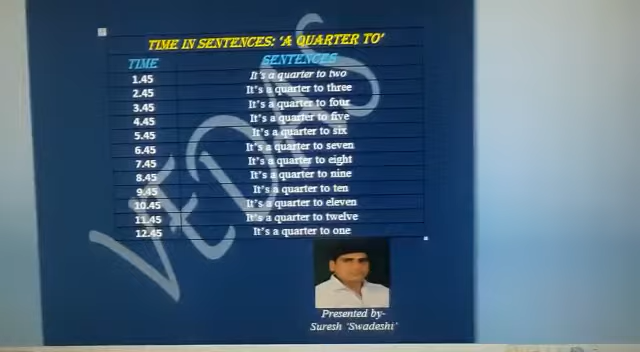 TIME IN SENTENCES: 'A QUARTER TO'
TIME SENTENCES
1.45 It's a quarter to two
2.45 It's a quarter to three
3.45 It's a quarter to four
4.45 It's a quarter to five
5.45 It's a quarter to six
6.45 It's a quarter to seven
7.45 It's a quarter to eight
8.45 It's a quarter to nine
9.45 It's a quarter to ten
10.45 It's a quarter to eleven
11.45 It's a quarter to twelve
12.45 It's a quarter to one
VEDAS
Presented by-
Suresh 'Swadeshi'